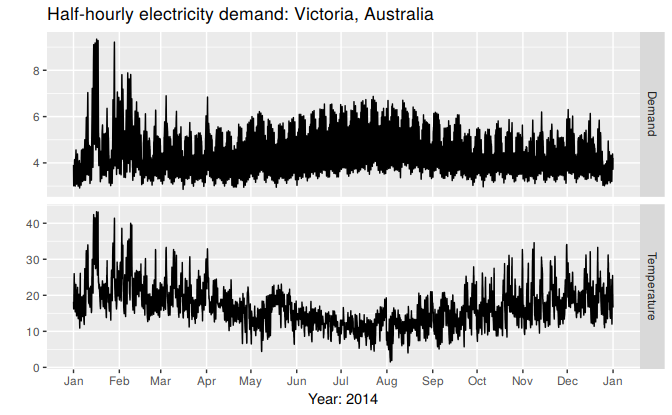 Half-hourly electricity demand: Victoria, Australia
8
6
4
Demand
40
30
20
10
0
Temperature
Jan Feb Mar Apr May Jun Jul Aug Sep Oct Nov Dec Jan
Year: 2014